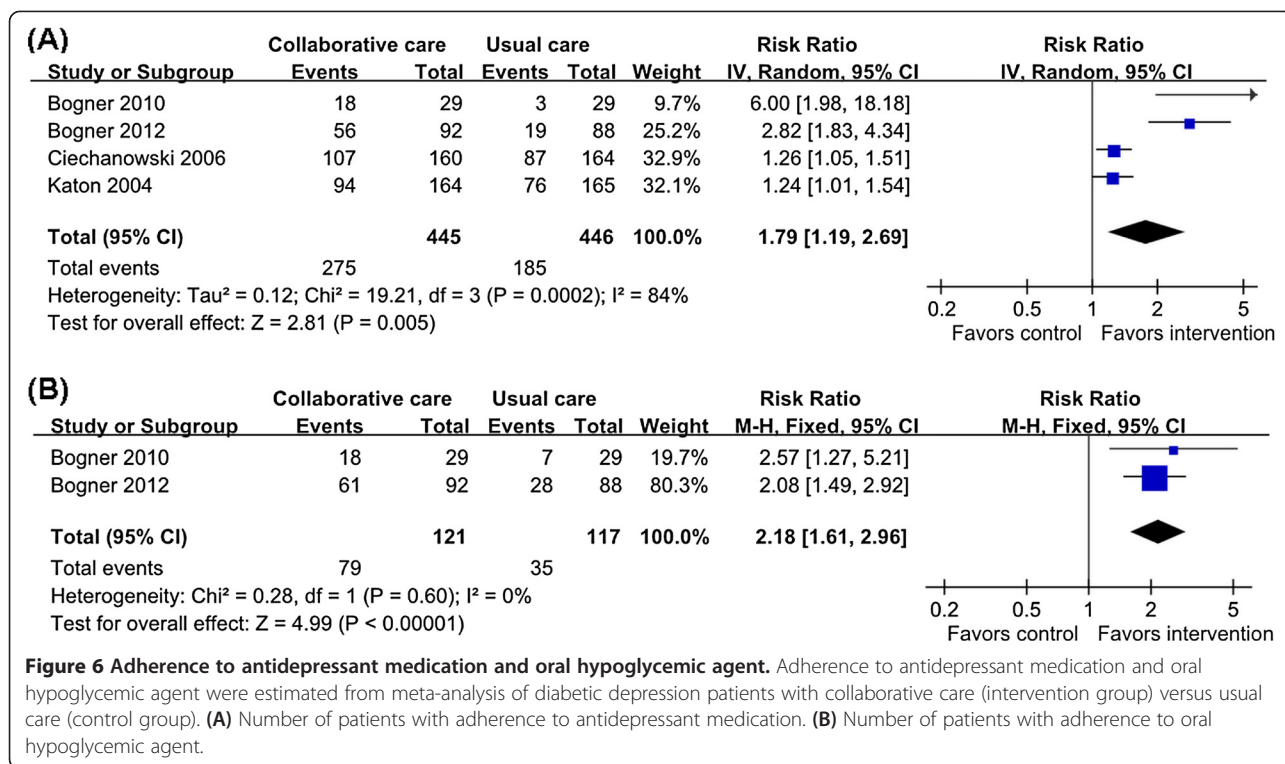 (A)
Collaborative care Usual care Risk Ratio Risk Ratio
Study or Subgroup Events Total Events Total Weight IV, Random, 95% CI IV, Random, 95% CI
Bogner 2010 18 29 3 29 9.7% 6.00 [1.98, 18.18]
Bogner 2012 56 92 19 88 25.2% 2.82 [1.83, 4.34]
Ciechanowski 2006 107 160 87 164 32.9% 1.26 [1.05, 1.51]
Katon 2004 94 164 76 165 32.1% 1.24 [1.01, 1.54]
Total (95% CI) 445 446 100.0% 1.79 [1.19, 2.69]
Total events 275 185
Heterogeneity: Tau² = 0.12; Chi² = 19.21, df = 3 (P = 0.0002); I² = 84%
Test for overall effect: Z = 2.81 (P = 0.005)
0.2 0.5 1 2 5
Favors control Favors intervention
(B)
Collaborative care Usual care Risk Ratio Risk Ratio
Study or Subgroup Events Total Events Total Weight M-H, Fixed, 95% CI M-H, Fixed, 95% CI
Bogner 2010 18 29 7 29 19.7% 2.57 [1.27, 5.21]
Bogner 2012 61 92 28 88 80.3% 2.08 [1.49, 2.92]
Total (95% CI) 121 117 100.0% 2.18 [1.61, 2.96]
Total events 79 35
Heterogeneity: Chi² = 0.28, df = 1 (P = 0.60); I² = 0%
Test for overall effect: Z = 4.99 (P < 0.00001)
0.2 0.5 1 2 5
Favors control Favors intervention
Figure 6 Adherence to antidepressant medication and oral hypoglycemic agent. Adherence to antidepressant medication and oral
hypoglycemic agent were estimated from meta-analysis of diabetic depression patients with collaborative care (intervention group) versus usual
care (control group). (A) Number of patients with adherence to antidepressant medication. (B) Number of patients with adherence to oral
hypoglycemic agent.